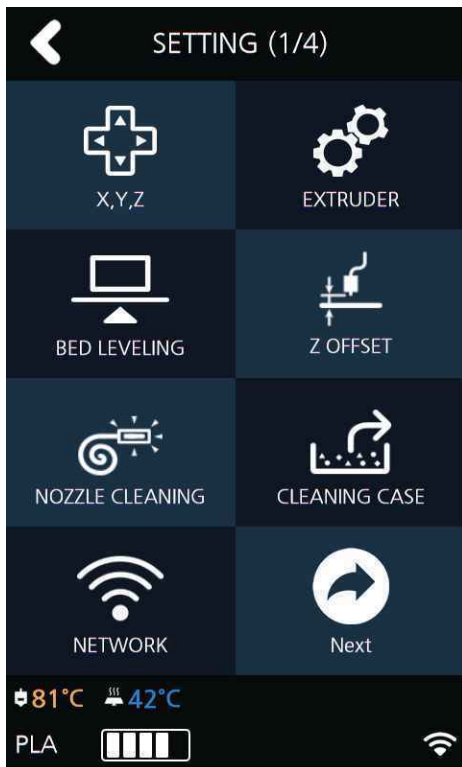 SETTING (1/4)
X,Y,Z
EXTRUDER
BED LEVELING
Z OFFSET
NOZZLE CLEANING
CLEANING CASE
NETWORK
Next
81°C 42°C
PLA